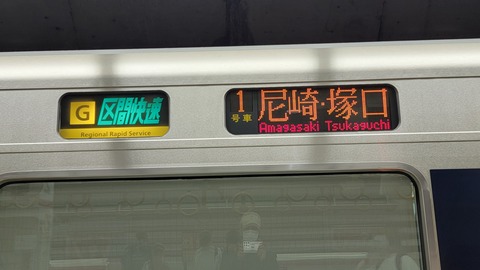 G 区間快速
Regional Rapid Service
1 号車
尼崎・塚口
Amagasaki Tsukaguchi